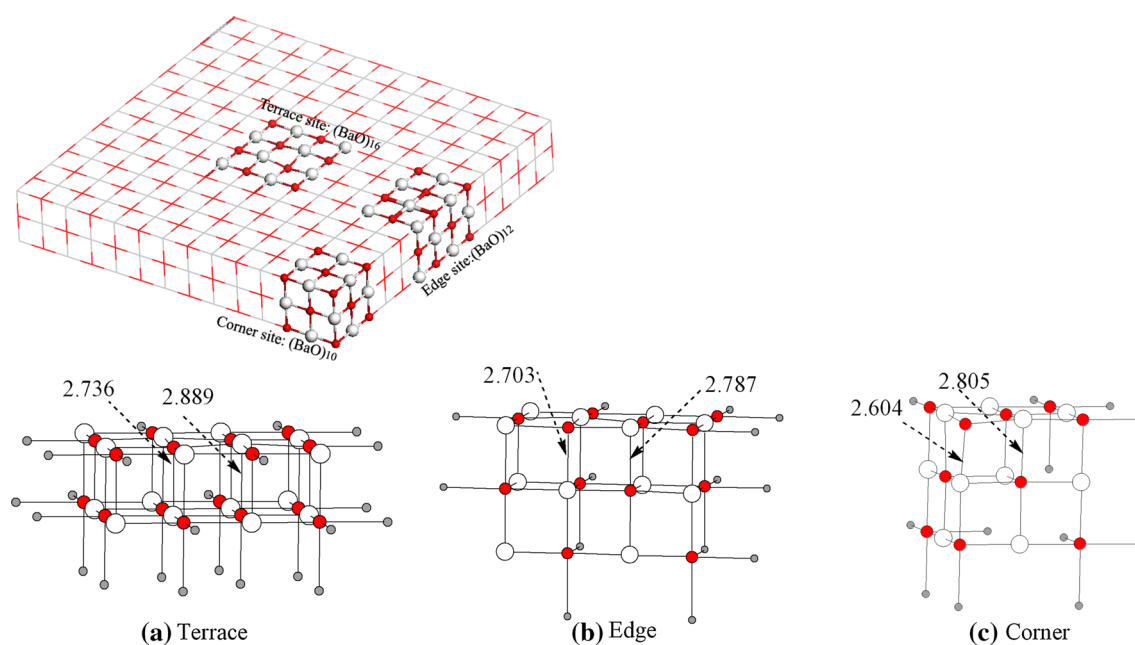 Terrace site: (BaO)16
Edge site:(BaO)12
Corner site: (BaO)10
2.736
2.889
2.703
2.787
2.805
2.604
(a) Terrace
(b) Edge
(c) Corner